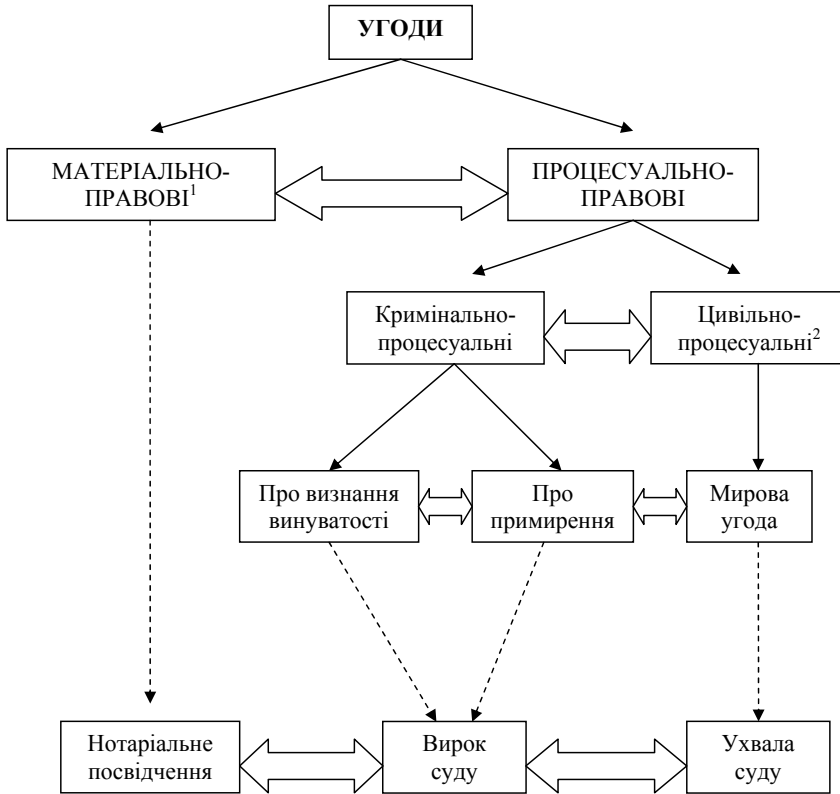 УГОДИ
МАТЕРІАЛЬНО-
ПРАВОВІ¹
ПРОЦЕСУАЛЬНО-
ПРАВОВІ
Кримінально-
процесуальні
Цивільно-
процесуальні²
Про визнання
винуватості
Про
примирення
Мирова
угода
Нотаріальне
посвідчення
Вирок
суду
Ухвала
суду